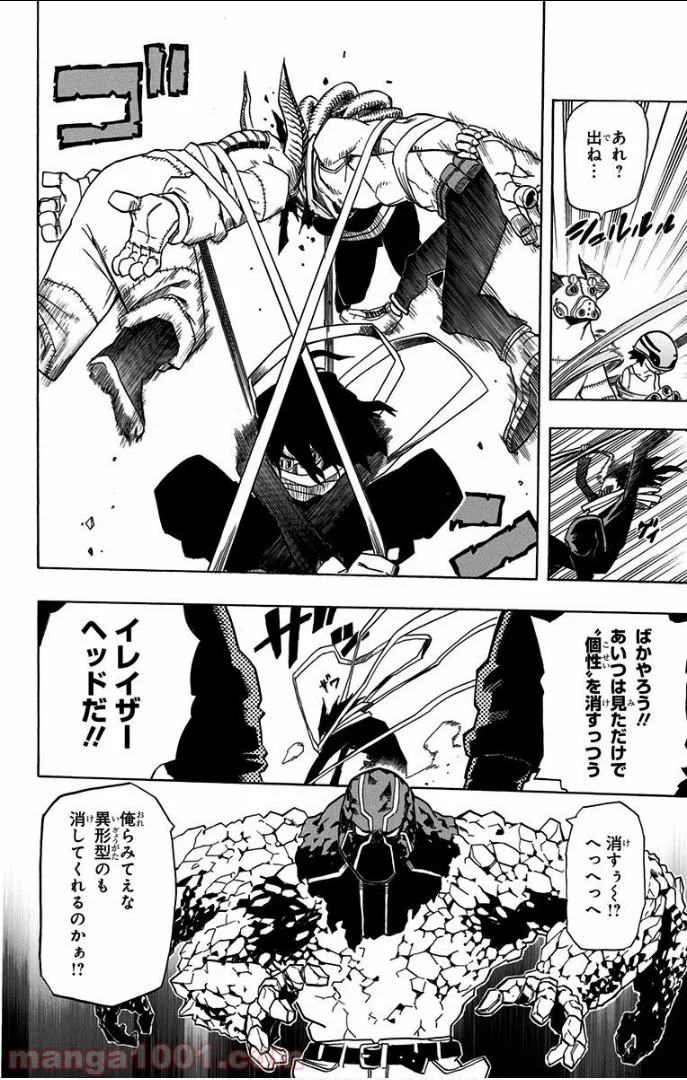 あれ？
出ね…
シュルルル
グイ
ゴッ
ばかやろう!!
あいつは見ただけで
〝個性〟を消すっつう
ザッ
イレイザー
ヘッドだ!!
消すぅ～!?
へっへっへ
俺らみてえな
異形型のも
消してくれるのかぁ!?
manga1001.com